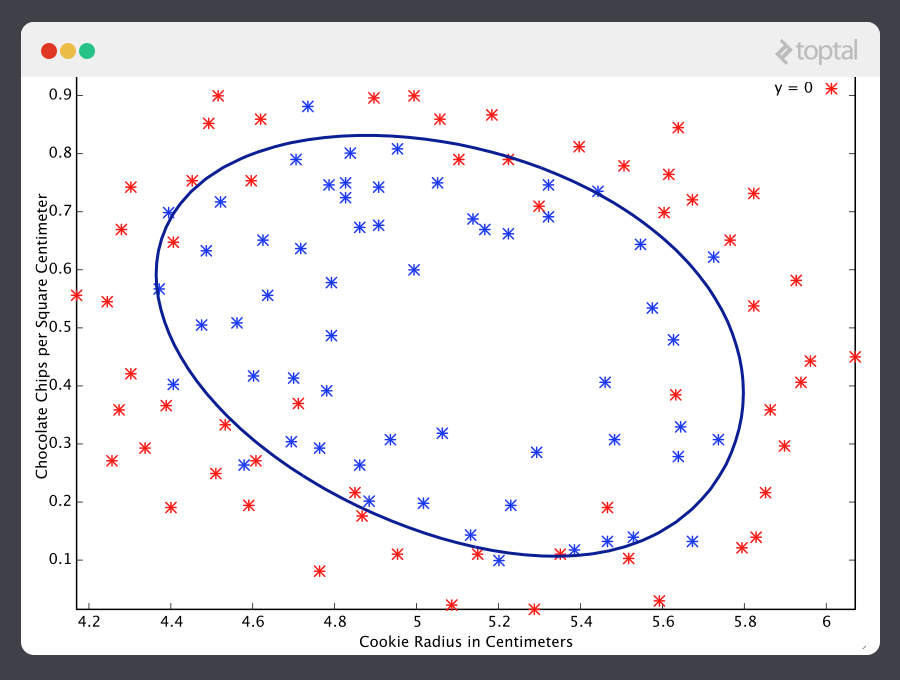 toptal
y = 0
0.9
0.8
0.7
0.6
0.5
0.4
0.3
0.2
0.1
Chocolate Chips per Square Centimeter
4.2 4.4 4.6 4.8 5 5.2 5.4 5.6 5.8 6
Cookie Radius in Centimeters